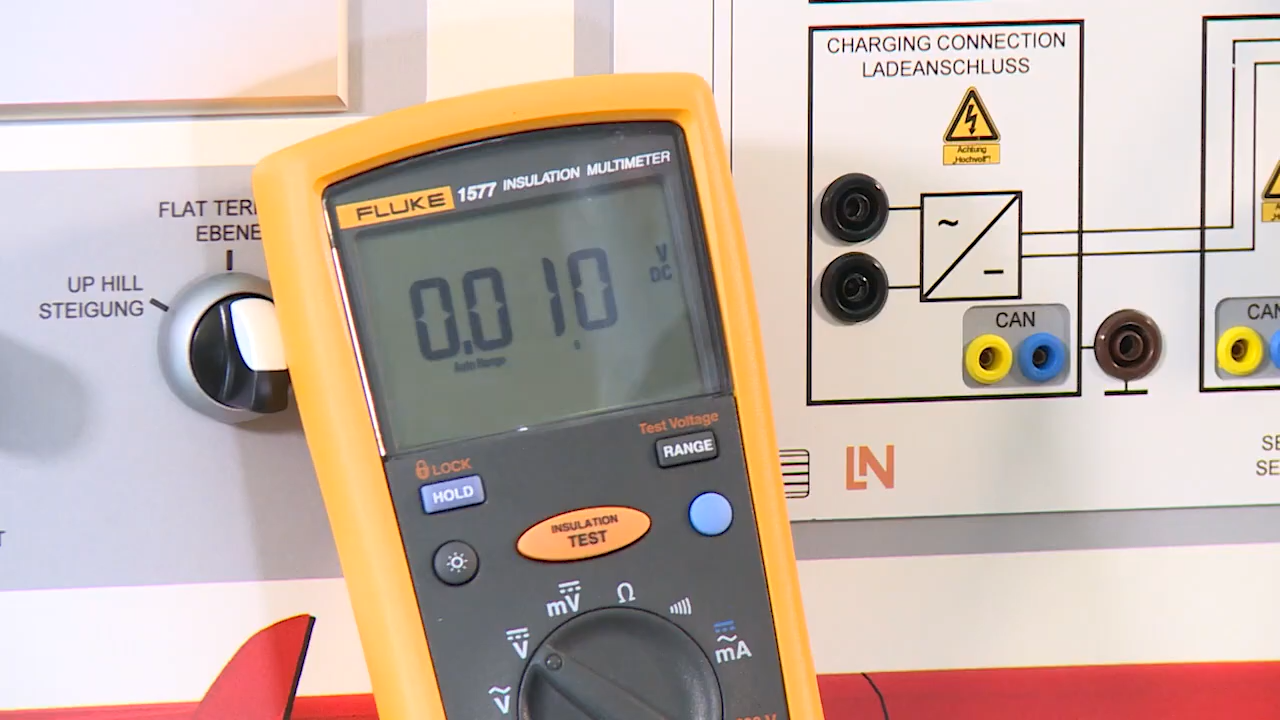 CHARGING CONNECTION
LADEANSCHLUSS
Achtung
„Hochvolt“!
FLUKE 1577 INSULATION MULTIMETER
FLAT
EBENE
UP HILL
STEIGUNG
0.010 V
DC
Auto Range
CAN
CAN
LN
Test Voltage
RANGE
LOCK
HOLD
INSULATION
TEST
mV
Ω
V
mA
V